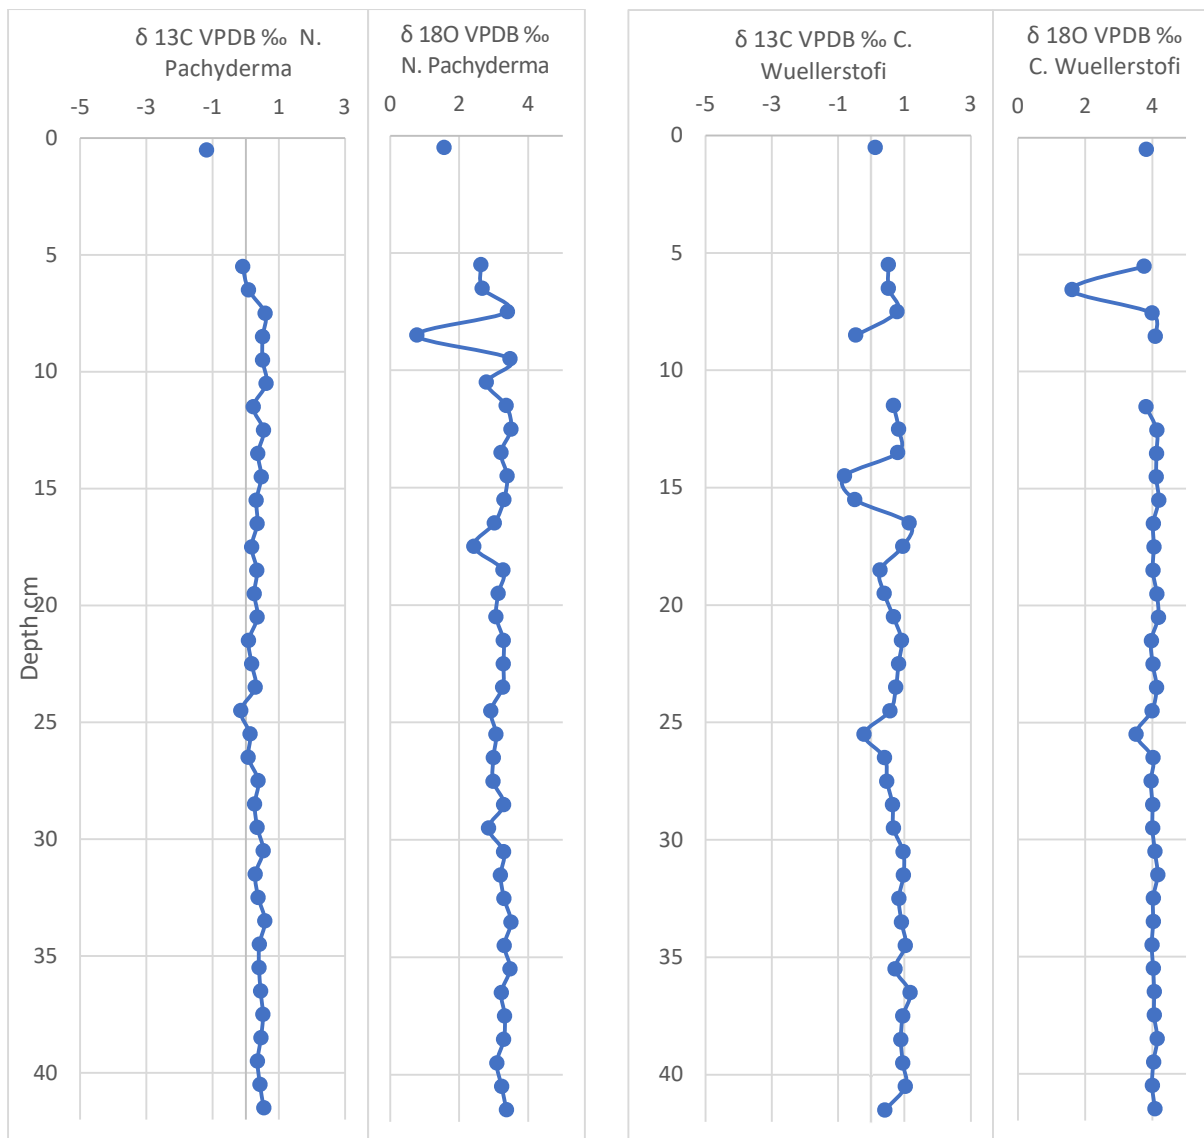 δ 13C VPDB ‰ N.
Pachyderma
-5 -1 3
δ 18O VPDB ‰
N. Pachyderma
0 2 4
0
5
10
15
20
25
30
35
40
Depth,cm
δ 13C VPDB ‰ C.
Wuellerstofi
-5 -3 -1 1 3
0
5
10
15
20
25
30
35
40
δ 18O VPDB ‰
C. Wuellerstofi
0 2 4